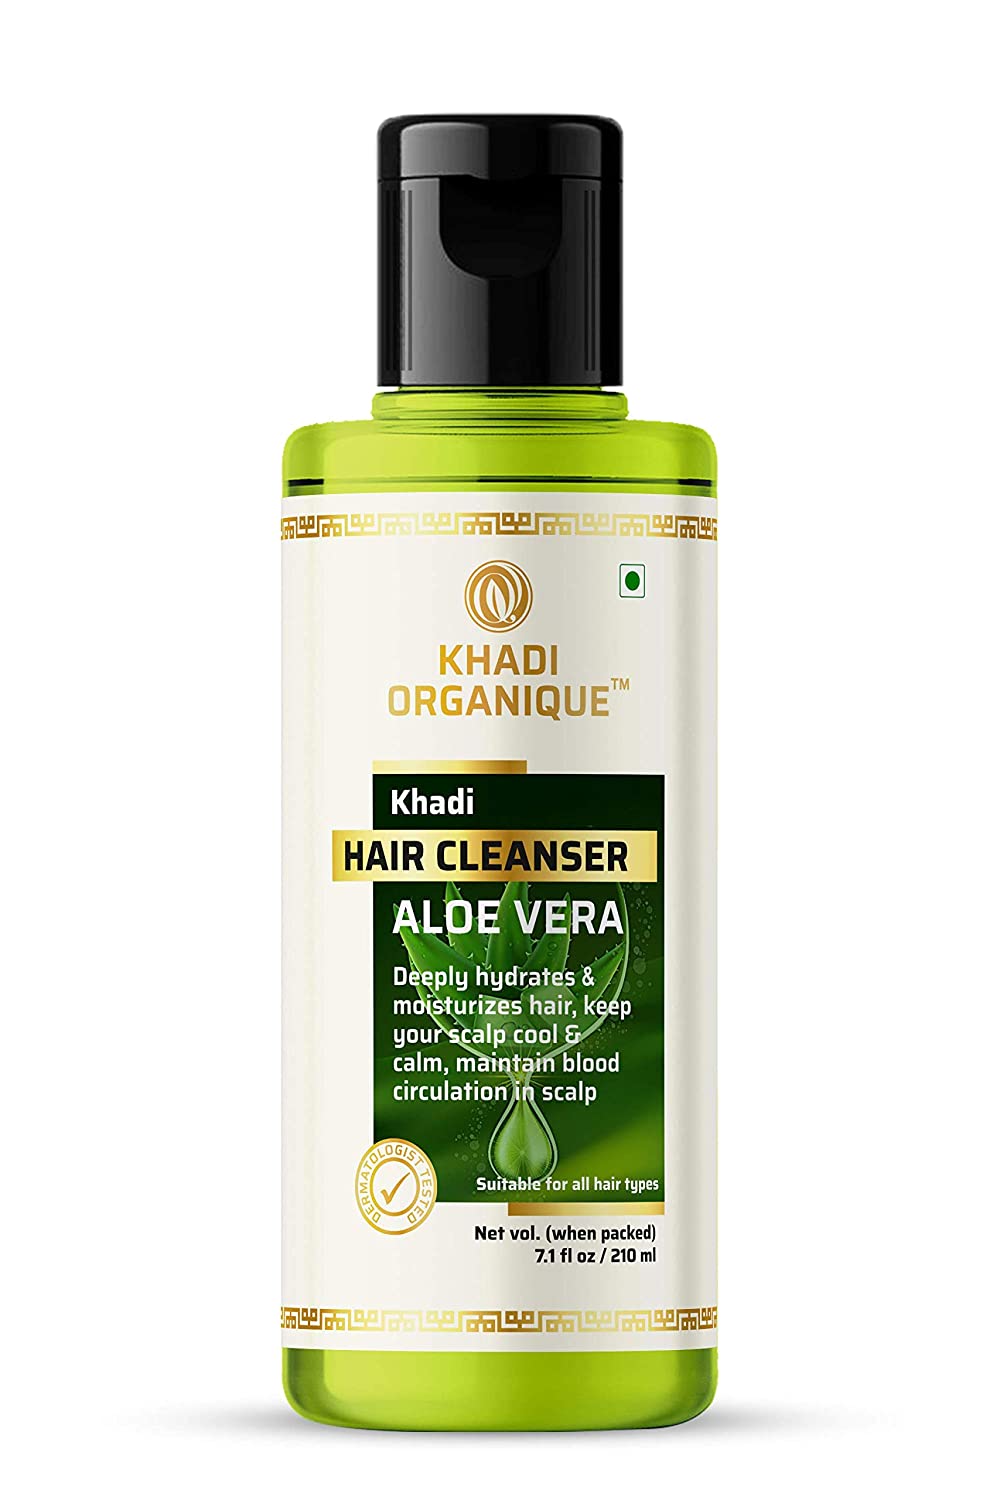 KHADI
ORGANIQUE™
Khadi
HAIR CLEANSER
ALOE VERA
Deeply hydrates &
moisturizes hair, keep
your scalp cool &
calm, maintain blood
circulation in scalp
DERMATOLOGIST TESTED
Suitable for all hair types
Net vol. (when packed)
7.1 fl oz / 210 ml